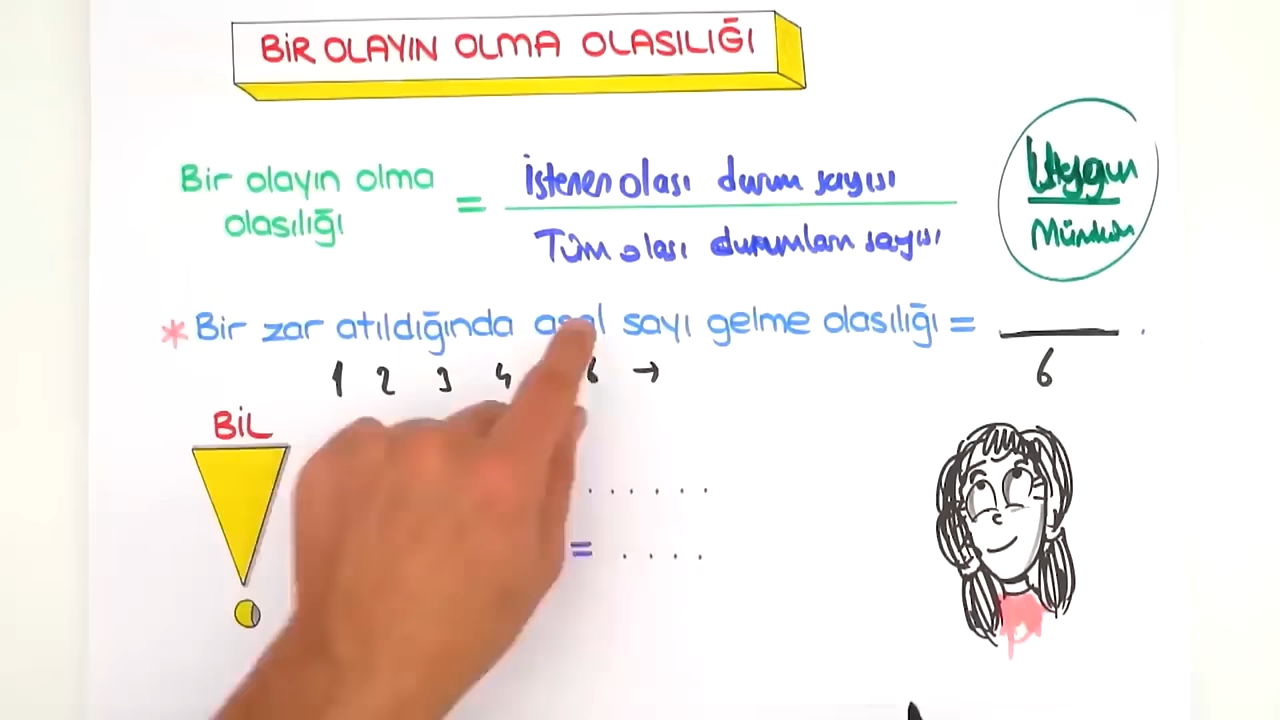 BİR OLAYIN OLMA OLASILIĞI
Bir olayın olma
olasılığı
=
İstenen olası durum sayısı
Tüm olası durumların sayısı
Uygun
Mümkün
* Bir zar atıldığında asal sayı gelme olasılığı =
6
1 2 3 4 6 →
BİL
. . . . . .
= . . . .